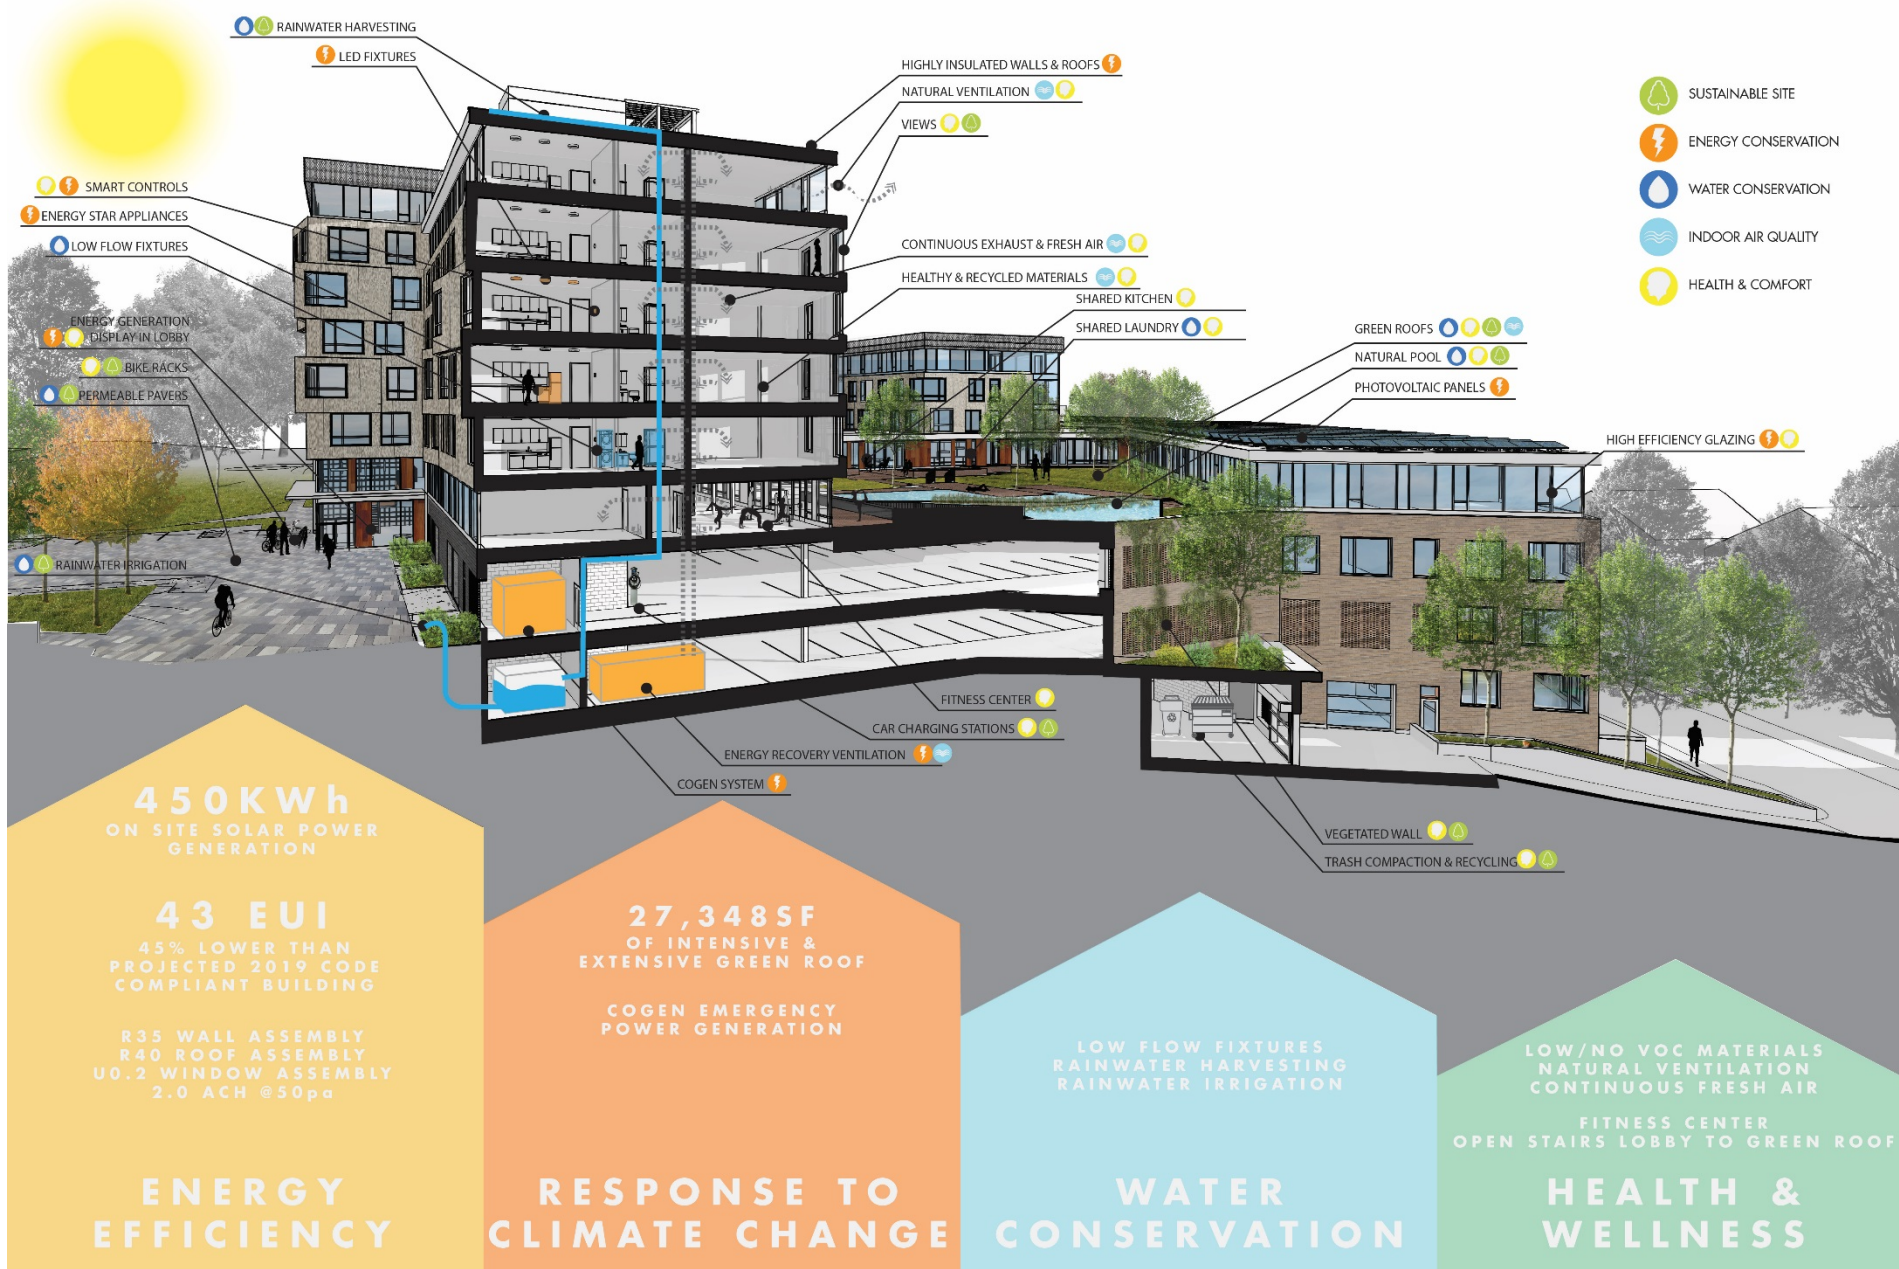 RAINWATER HARVESTING
LED FIXTURES
SMART CONTROLS
ENERGY STAR APPLIANCES
LOW FLOW FIXTURES
ENERGY GENERATION
DISPLAY IN LOBBY
BIKE RACKS
PERMEABLE PAVERS
RAINWATER IRRIGATION
HIGHLY INSULATED WALLS & ROOFS
NATURAL VENTILATION
VIEWS
CONTINUOUS EXHAUST & FRESH AIR
HEALTHY & RECYCLED MATERIALS
SHARED KITCHEN
SHARED LAUNDRY
GREEN ROOFS
NATURAL POOL
PHOTOVOLTAIC PANELS
HIGH EFFICIENCY GLAZING
SUSTAINABLE SITE
ENERGY CONSERVATION
WATER CONSERVATION
INDOOR AIR QUALITY
HEALTH & COMFORT
FITNESS CENTER
CAR CHARGING STATIONS
ENERGY RECOVERY VENTILATION
COGEN SYSTEM
VEGETATED WALL
TRASH COMPACTION & RECYCLING
450KWh
ON SITE SOLAR POWER
GENERATION
43 EUI
45% LOWER THAN
PROJECTED 2019 CODE
COMPLIANT BUILDING
R35 WALL ASSEMBLY
R40 ROOF ASSEMBLY
U0.2 WINDOW ASSEMBLY
2.0 ACH @50pa
ENERGY
EFFICIENCY
27,348SF
OF INTENSIVE &
EXTENSIVE GREEN ROOF
COGEN EMERGENCY
POWER GENERATION
RESPONSE TO
CLIMATE CHANGE
LOW FLOW FIXTURES
RAINWATER HARVESTING
RAINWATER IRRIGATION
WATER
CONSERVATION
LOW/NO VOC MATERIALS
NATURAL VENTILATION
CONTINUOUS FRESH AIR
FITNESS CENTER
OPEN STAIRS LOBBY TO GREEN ROOF
HEALTH &
WELLNESS